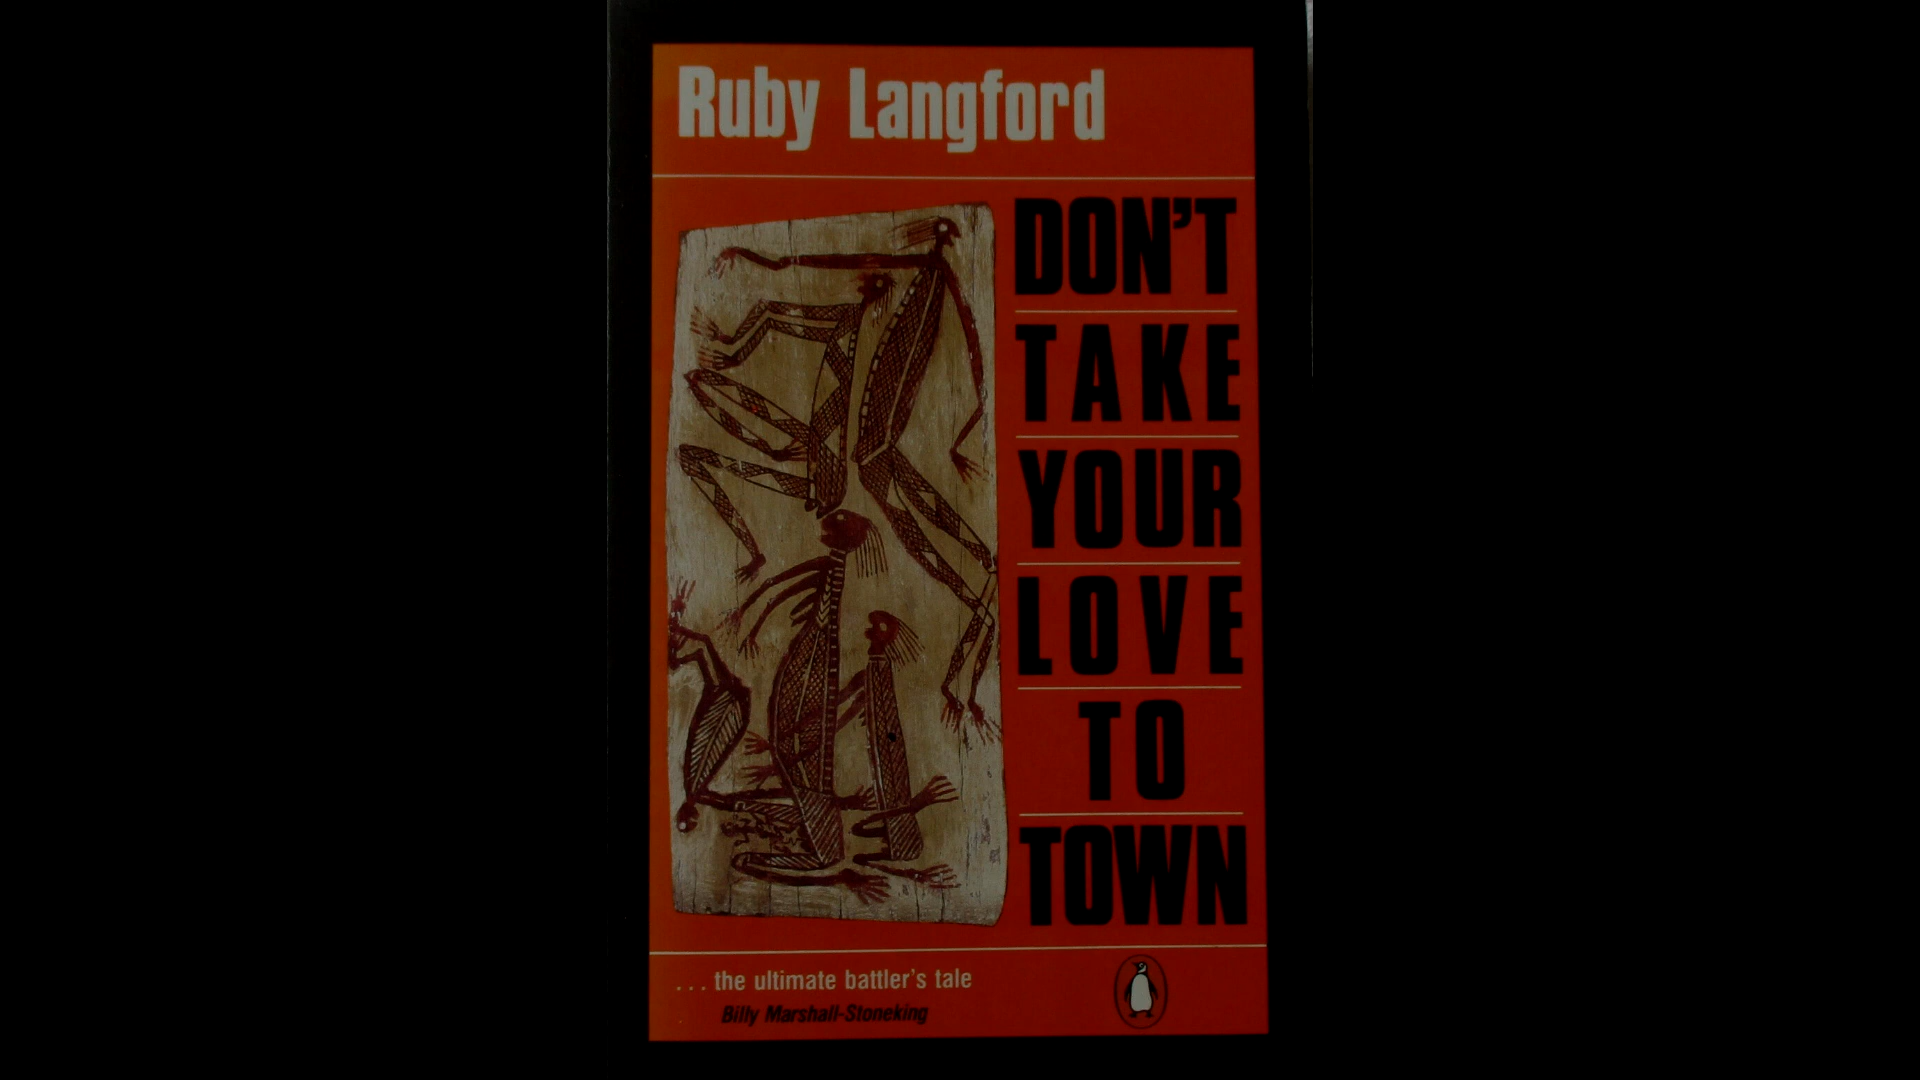 Ruby Langford
DON'T
TAKE
YOUR
LOVE
TO
TOWN
... the ultimate battler's tale
Billy Marshall-Stoneking